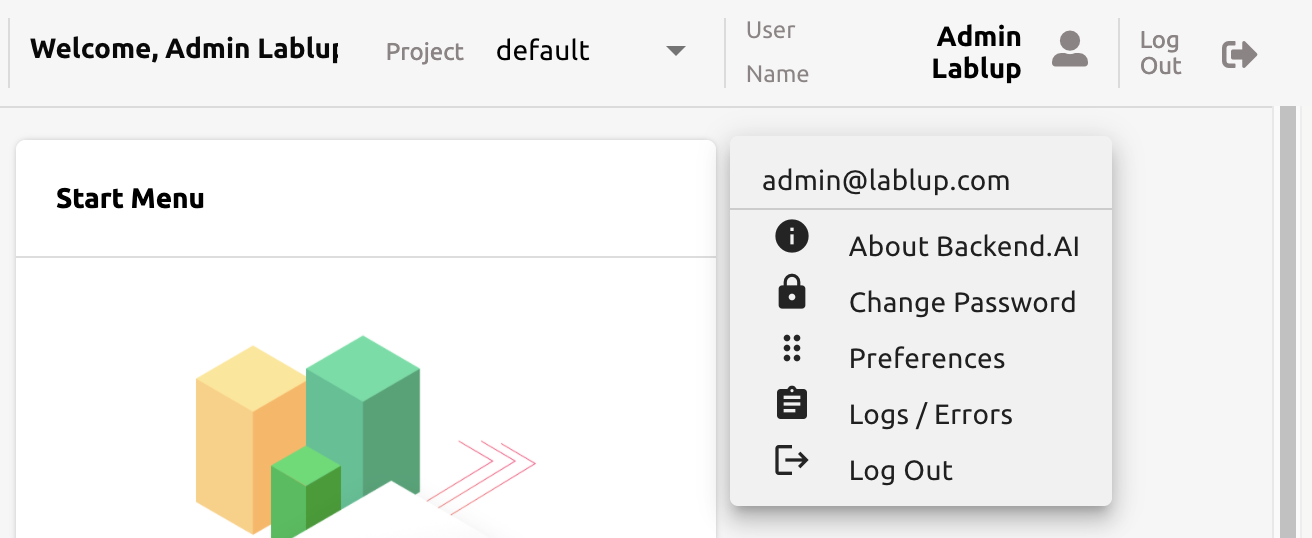 Welcome, Admin Lablup
Project
default
User
Name
Admin
Lablup
Log
Out
Start Menu
admin@lablup.com
About Backend.AI
Change Password
Preferences
Logs / Errors
Log Out